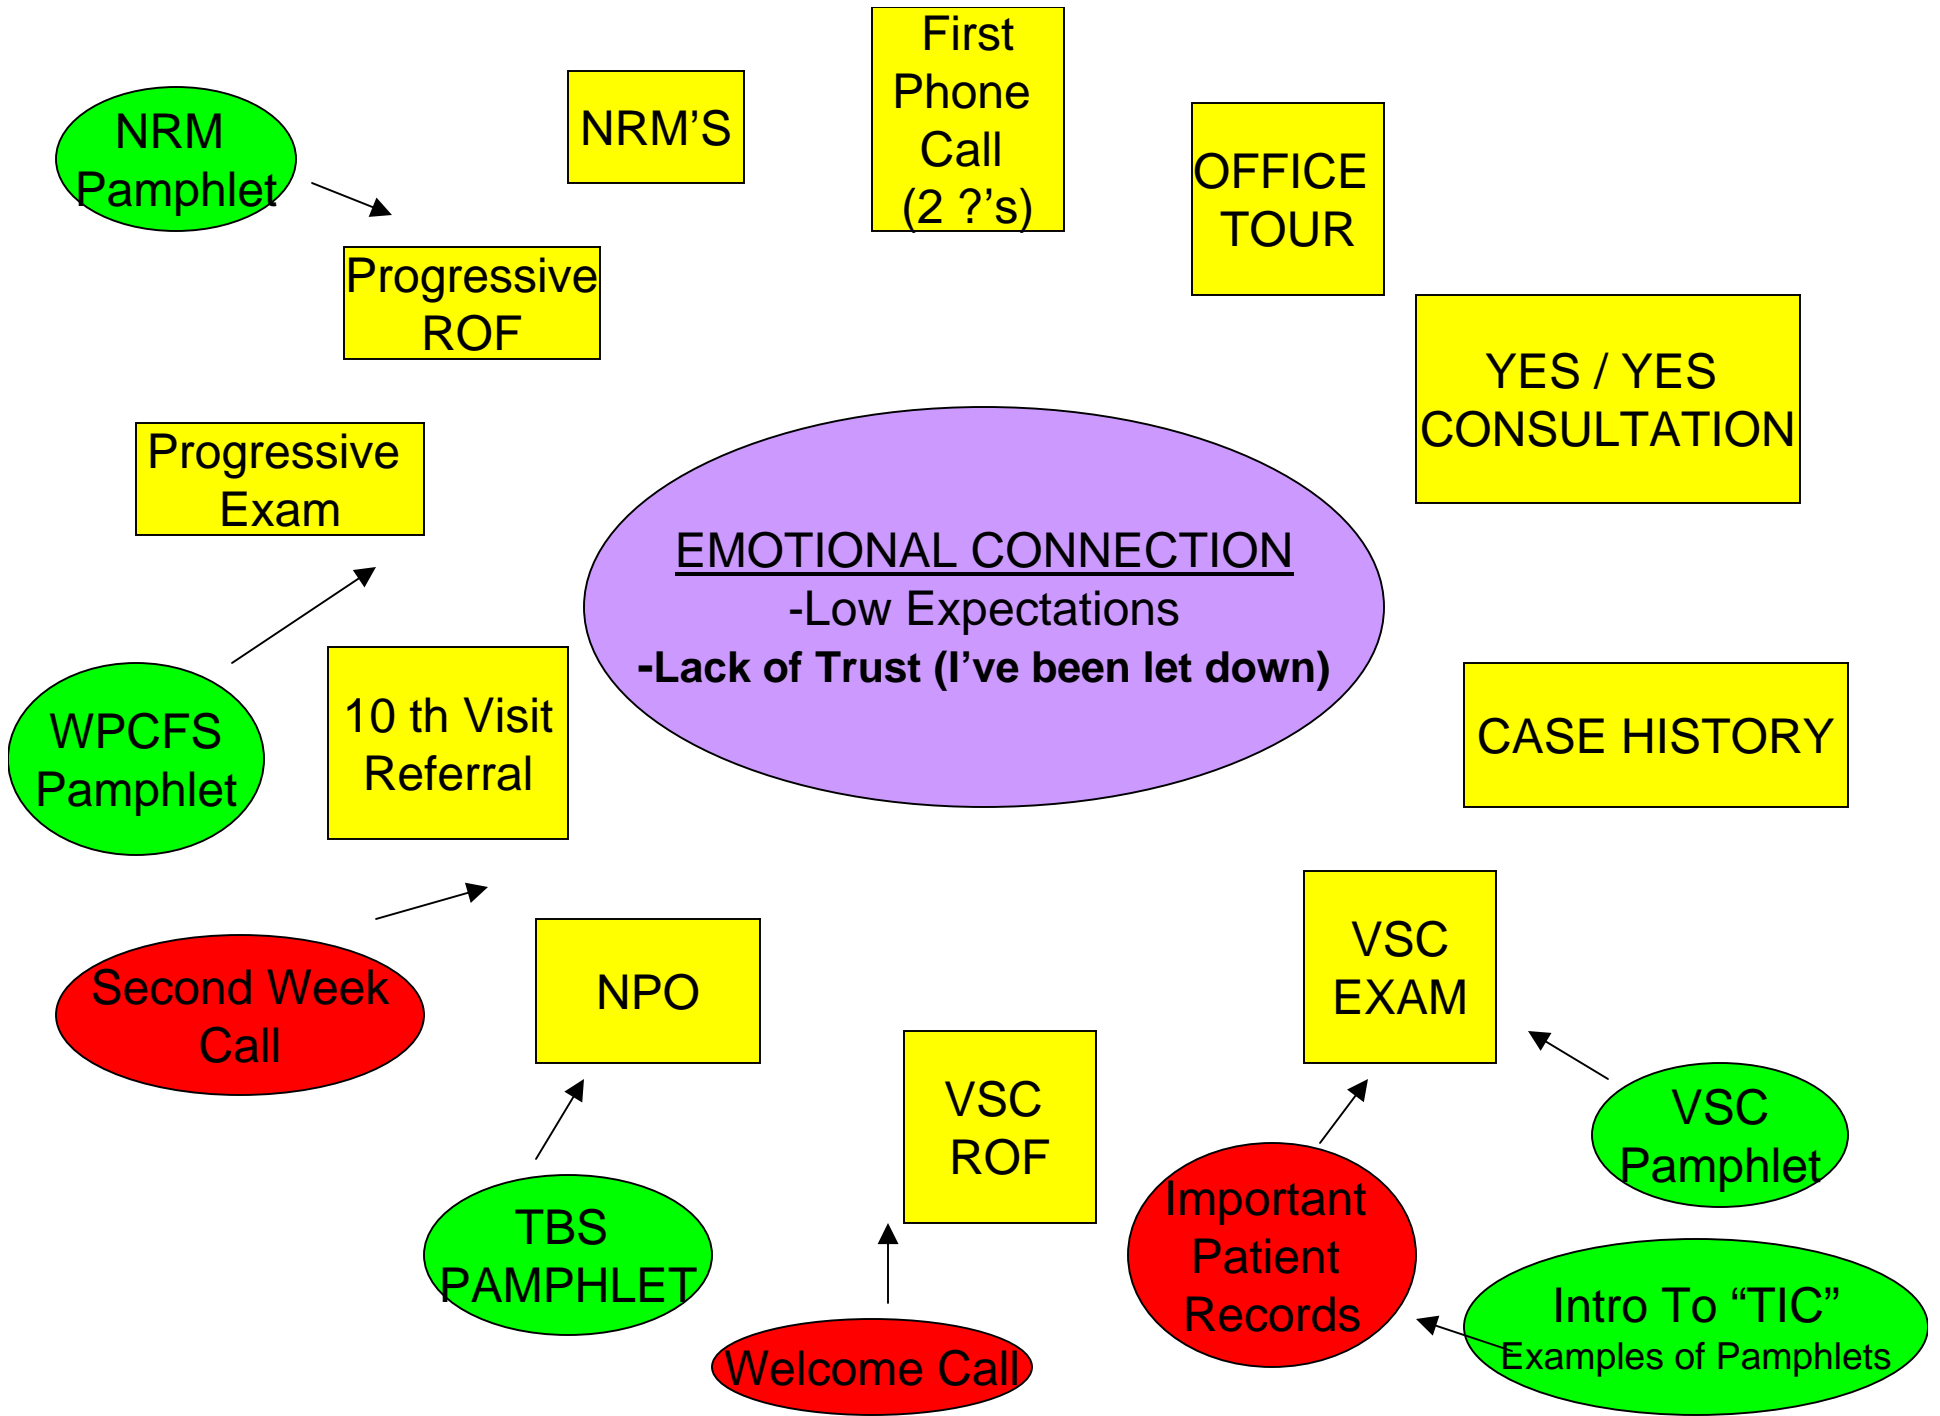 First
Phone
Call
(2 ?’s)
NRM’S
OFFICE
TOUR
NRM
Pamphlet
Progressive
ROF
YES / YES
CONSULTATION
Progressive
Exam
EMOTIONAL CONNECTION
-Low Expectations
-Lack of Trust (I’ve been let down)
10 th Visit
Referral
WPCFS
Pamphlet
CASE HISTORY
VSC
EXAM
Second Week
Call
NPO
VSC
ROF
VSC
Pamphlet
Important
Patient
Records
TBS
PAMPHLET
Intro To “TIC”
Examples of Pamphlets
Welcome Call